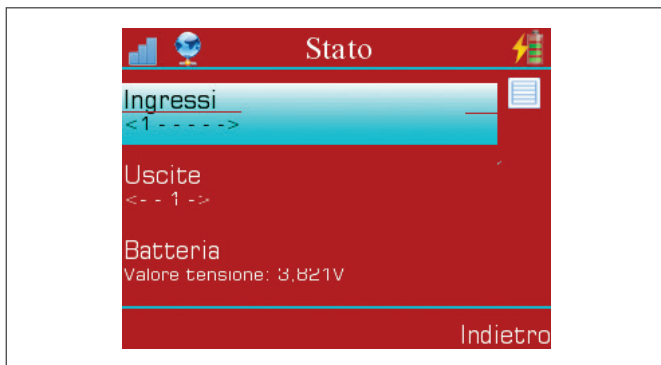 Stato
Ingressi
<1 - - - - ->
Uscite
<- - 1 ->
Batteria
Valore tensione: 3,821V
Indietro